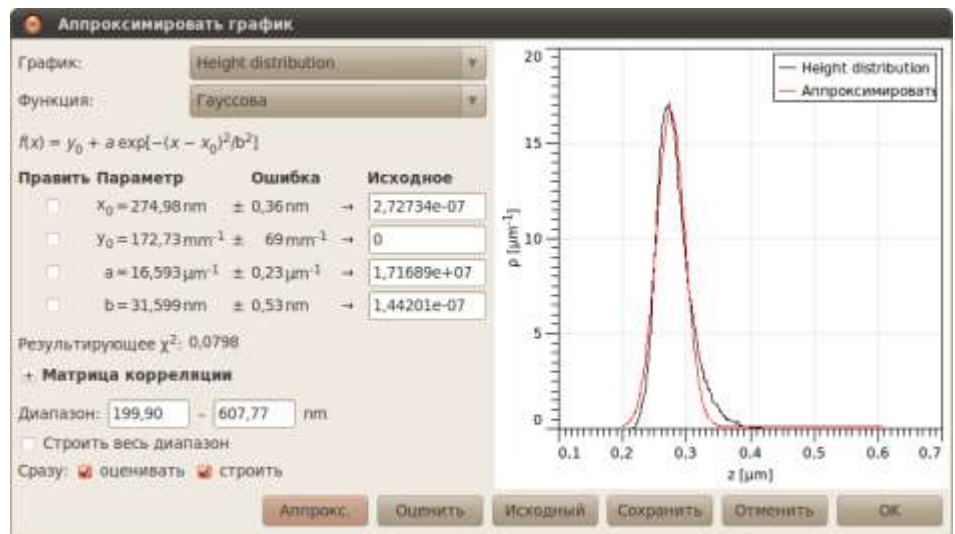 Аппроксимировать график
График: Height distribution
Функция: Гауссова
f(x) = y₀ + a exp[−(x − x₀)²/b²]
Править Параметр Ошибка Исходное
x₀ = 274,98 nm ± 0,36 nm → 2,72734e-07
y₀ = 172,73 mm⁻¹ ± 69 mm⁻¹ → 0
a = 16,593 μm⁻¹ ± 0,23 μm⁻¹ → 1,71689e+07
b = 31,599 nm ± 0,53 nm → 1,44201e-07
Результирующее χ²: 0,0798
+ Матрица корреляции
Диапазон: 199,90 – 607,77 nm
Строить весь диапазон
Сразу: оценивать строить
Аппрокс. Оценить Исходный Сохранить Отменить OK
Height distribution
Аппроксимировать
20
15
10
5
0
ρ [μm⁻¹]
0.1 0.2 0.3 0.4 0.5 0.6 0.7
z [μm]